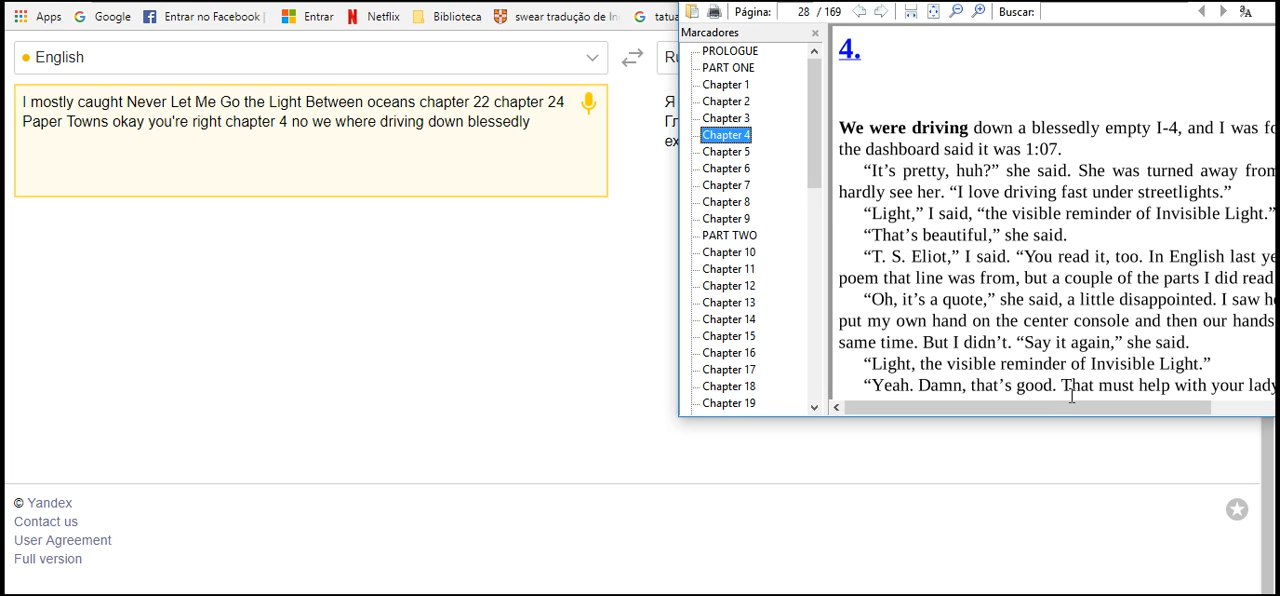 Apps Google Entrar no Facebook Entrar Netflix Biblioteca swear tradução de In tatua
Página: 28 / 169 Buscar:
English
Ru
I mostly caught Never Let Me Go the Light Between oceans chapter 22 chapter 24
Paper Towns okay you're right chapter 4 no we where driving down blessedly
Я
Гл
ех
Marcadores
PROLOGUE
PART ONE
Chapter 1
Chapter 2
Chapter 3
Chapter 4
Chapter 5
Chapter 6
Chapter 7
Chapter 8
Chapter 9
PART TWO
Chapter 10
Chapter 11
Chapter 12
Chapter 13
Chapter 14
Chapter 15
Chapter 16
Chapter 17
Chapter 18
Chapter 19
4.
We were driving down a blessedly empty I-4, and I was fo
the dashboard said it was 1:07.
“It’s pretty, huh?” she said. She was turned away from
hardly see her. “I love driving fast under streetlights.”
“Light,” I said, “the visible reminder of Invisible Light.”
“That’s beautiful,” she said.
“T. S. Eliot,” I said. “You read it, too. In English last ye
poem that line was from, but a couple of the parts I did read
“Oh, it’s a quote,” she said, a little disappointed. I saw he
put my own hand on the center console and then our hands
same time. But I didn’t. “Say it again,” she said.
“Light, the visible reminder of Invisible Light.”
“Yeah. Damn, that’s good. That must help with your lady
© Yandex
Contact us
User Agreement
Full version